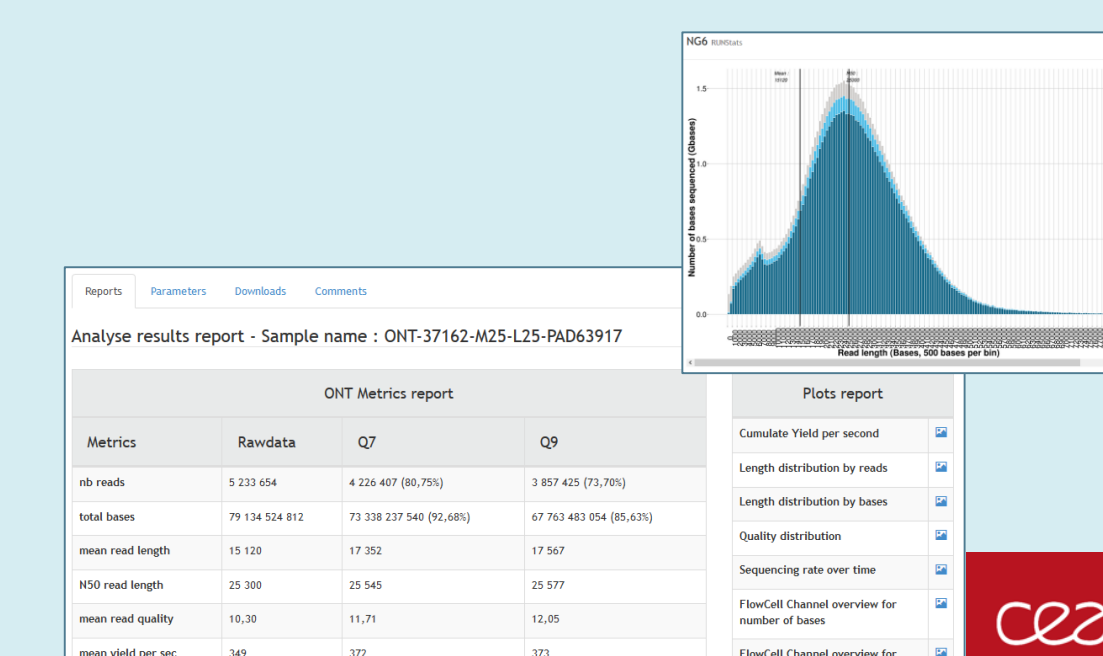 NG6 RUNStats
Mean :
15120
N50 :
25300
1.5
1.0
0.5
0.0
Number of bases sequenced (Gbases)
Read length (Bases, 500 bases per bin)
Reports Parameters Downloads Comments
Analyse results report - Sample name : ONT-37162-M25-L25-PAD63917
ONT Metrics report
Metrics Rawdata Q7 Q9
nb reads 5 233 654 4 226 407 (80,75%) 3 857 425 (73,70%)
total bases 79 134 524 812 73 338 237 540 (92,68%) 67 763 483 054 (85,63%)
mean read length 15 120 17 352 17 567
N50 read length 25 300 25 545 25 577
mean read quality 10,30 11,71 12,05
mean yield per sec 349 372 373
Plots report
Cumulate Yield per second
Length distribution by reads
Length distribution by bases
Quality distribution
Sequencing rate over time
FlowCell Channel overview for
number of bases
FlowCell Channel overview for
cea